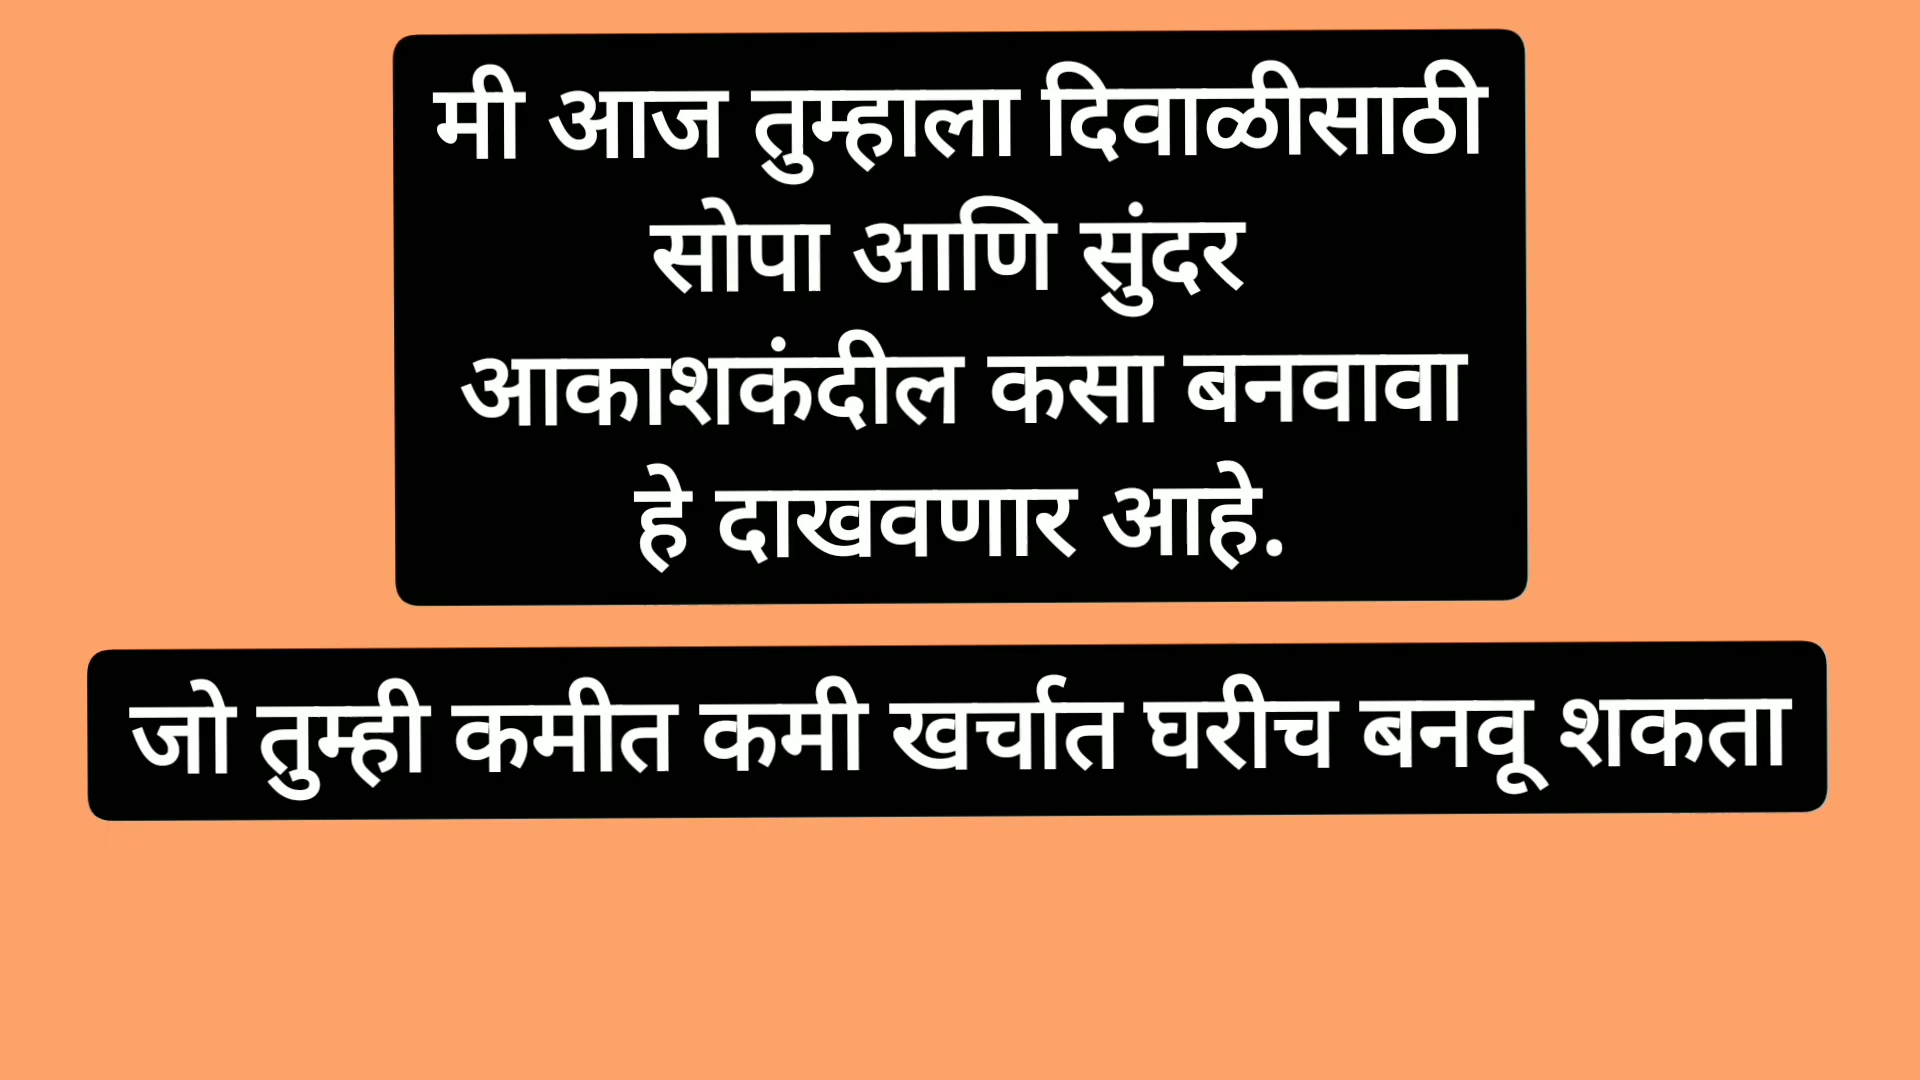 मी आज तुम्हाला दिवाळीसाठी
सोपा आणि सुंदर
आकाशकंदील कसा बनवावा
हे दाखवणार आहे.
जो तुम्ही कमीत कमी खर्चात घरीच बनवू शकता